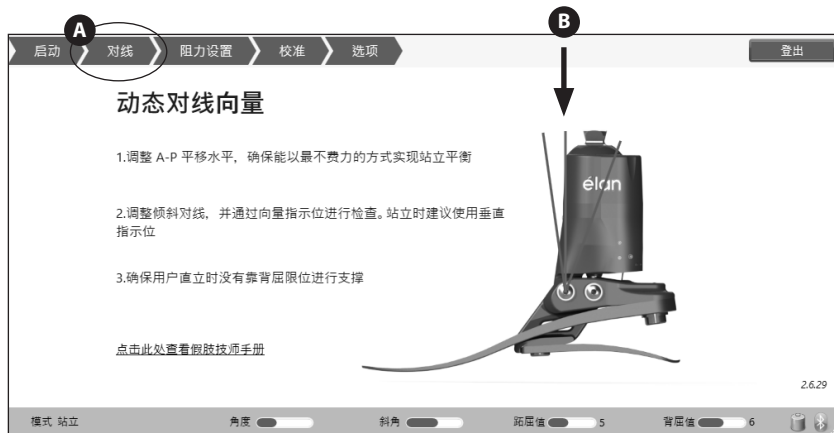 A
B
启动 对线 阻力设置 校准 选项 登出
动态对线向量
1.调整 A-P 平移水平，确保能以最不费力的方式实现站立平衡
2.调整倾斜对线，并通过向量指示位进行检查。站立时建议使用垂直
指示位
3.确保用户直立时没有靠背屈限位进行支撑
点击此处查看假肢技师手册
élan
2.6.29
模式 站立 角度 斜角 跖屈值 5 背屈值 6